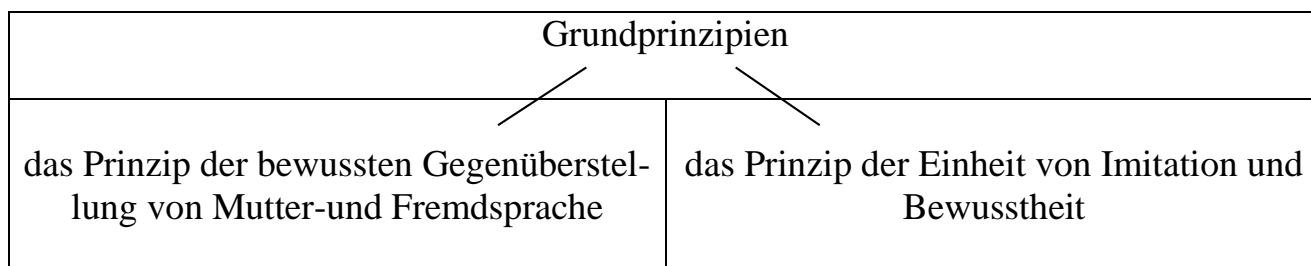 Grundprinzipien
das Prinzip der bewussten Gegenüberstel-
lung von Mutter-und Fremdsprache
das Prinzip der Einheit von Imitation und
Bewusstheit